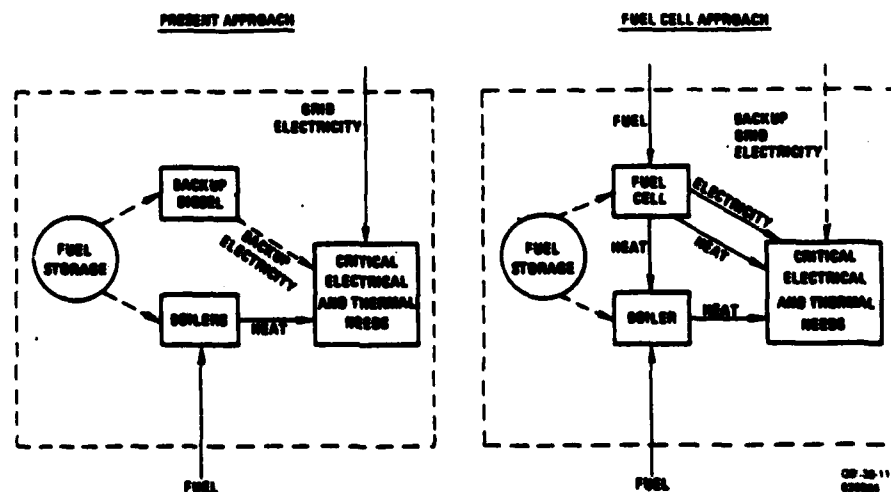 PRESENT APPROACH
GRID
ELECTRICITY
BACKUP
DIESEL
BACKUP
ELECTRICITY
FUEL
STORAGE
CRITICAL
ELECTRICAL
AND THERMAL
NEEDS
BOILERS
HEAT
FUEL
FUEL CELL APPROACH
FUEL
BACKUP
GRID
ELECTRICITY
FUEL
CELL
ELECTRICITY
HEAT
HEAT
FUEL
STORAGE
CRITICAL
ELECTRICAL
AND THERMAL
NEEDS
BOILER
HEAT
FUEL